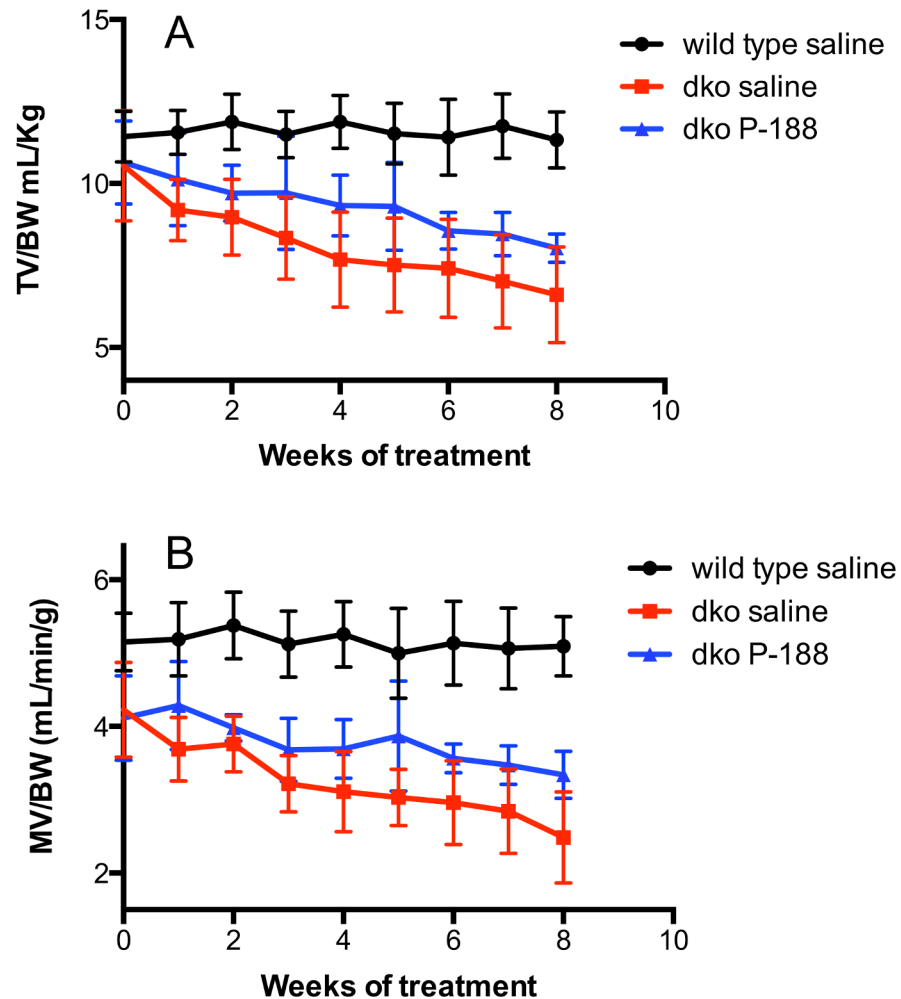 A
15
10
5
TV/BW mL/Kg
0 2 4 6 8 10
Weeks of treatment
wild type saline
dko saline
dko P-188
B
6
4
2
MV/BW (mL/min/g)
0 2 4 6 8 10
Weeks of treatment
wild type saline
dko saline
dko P-188